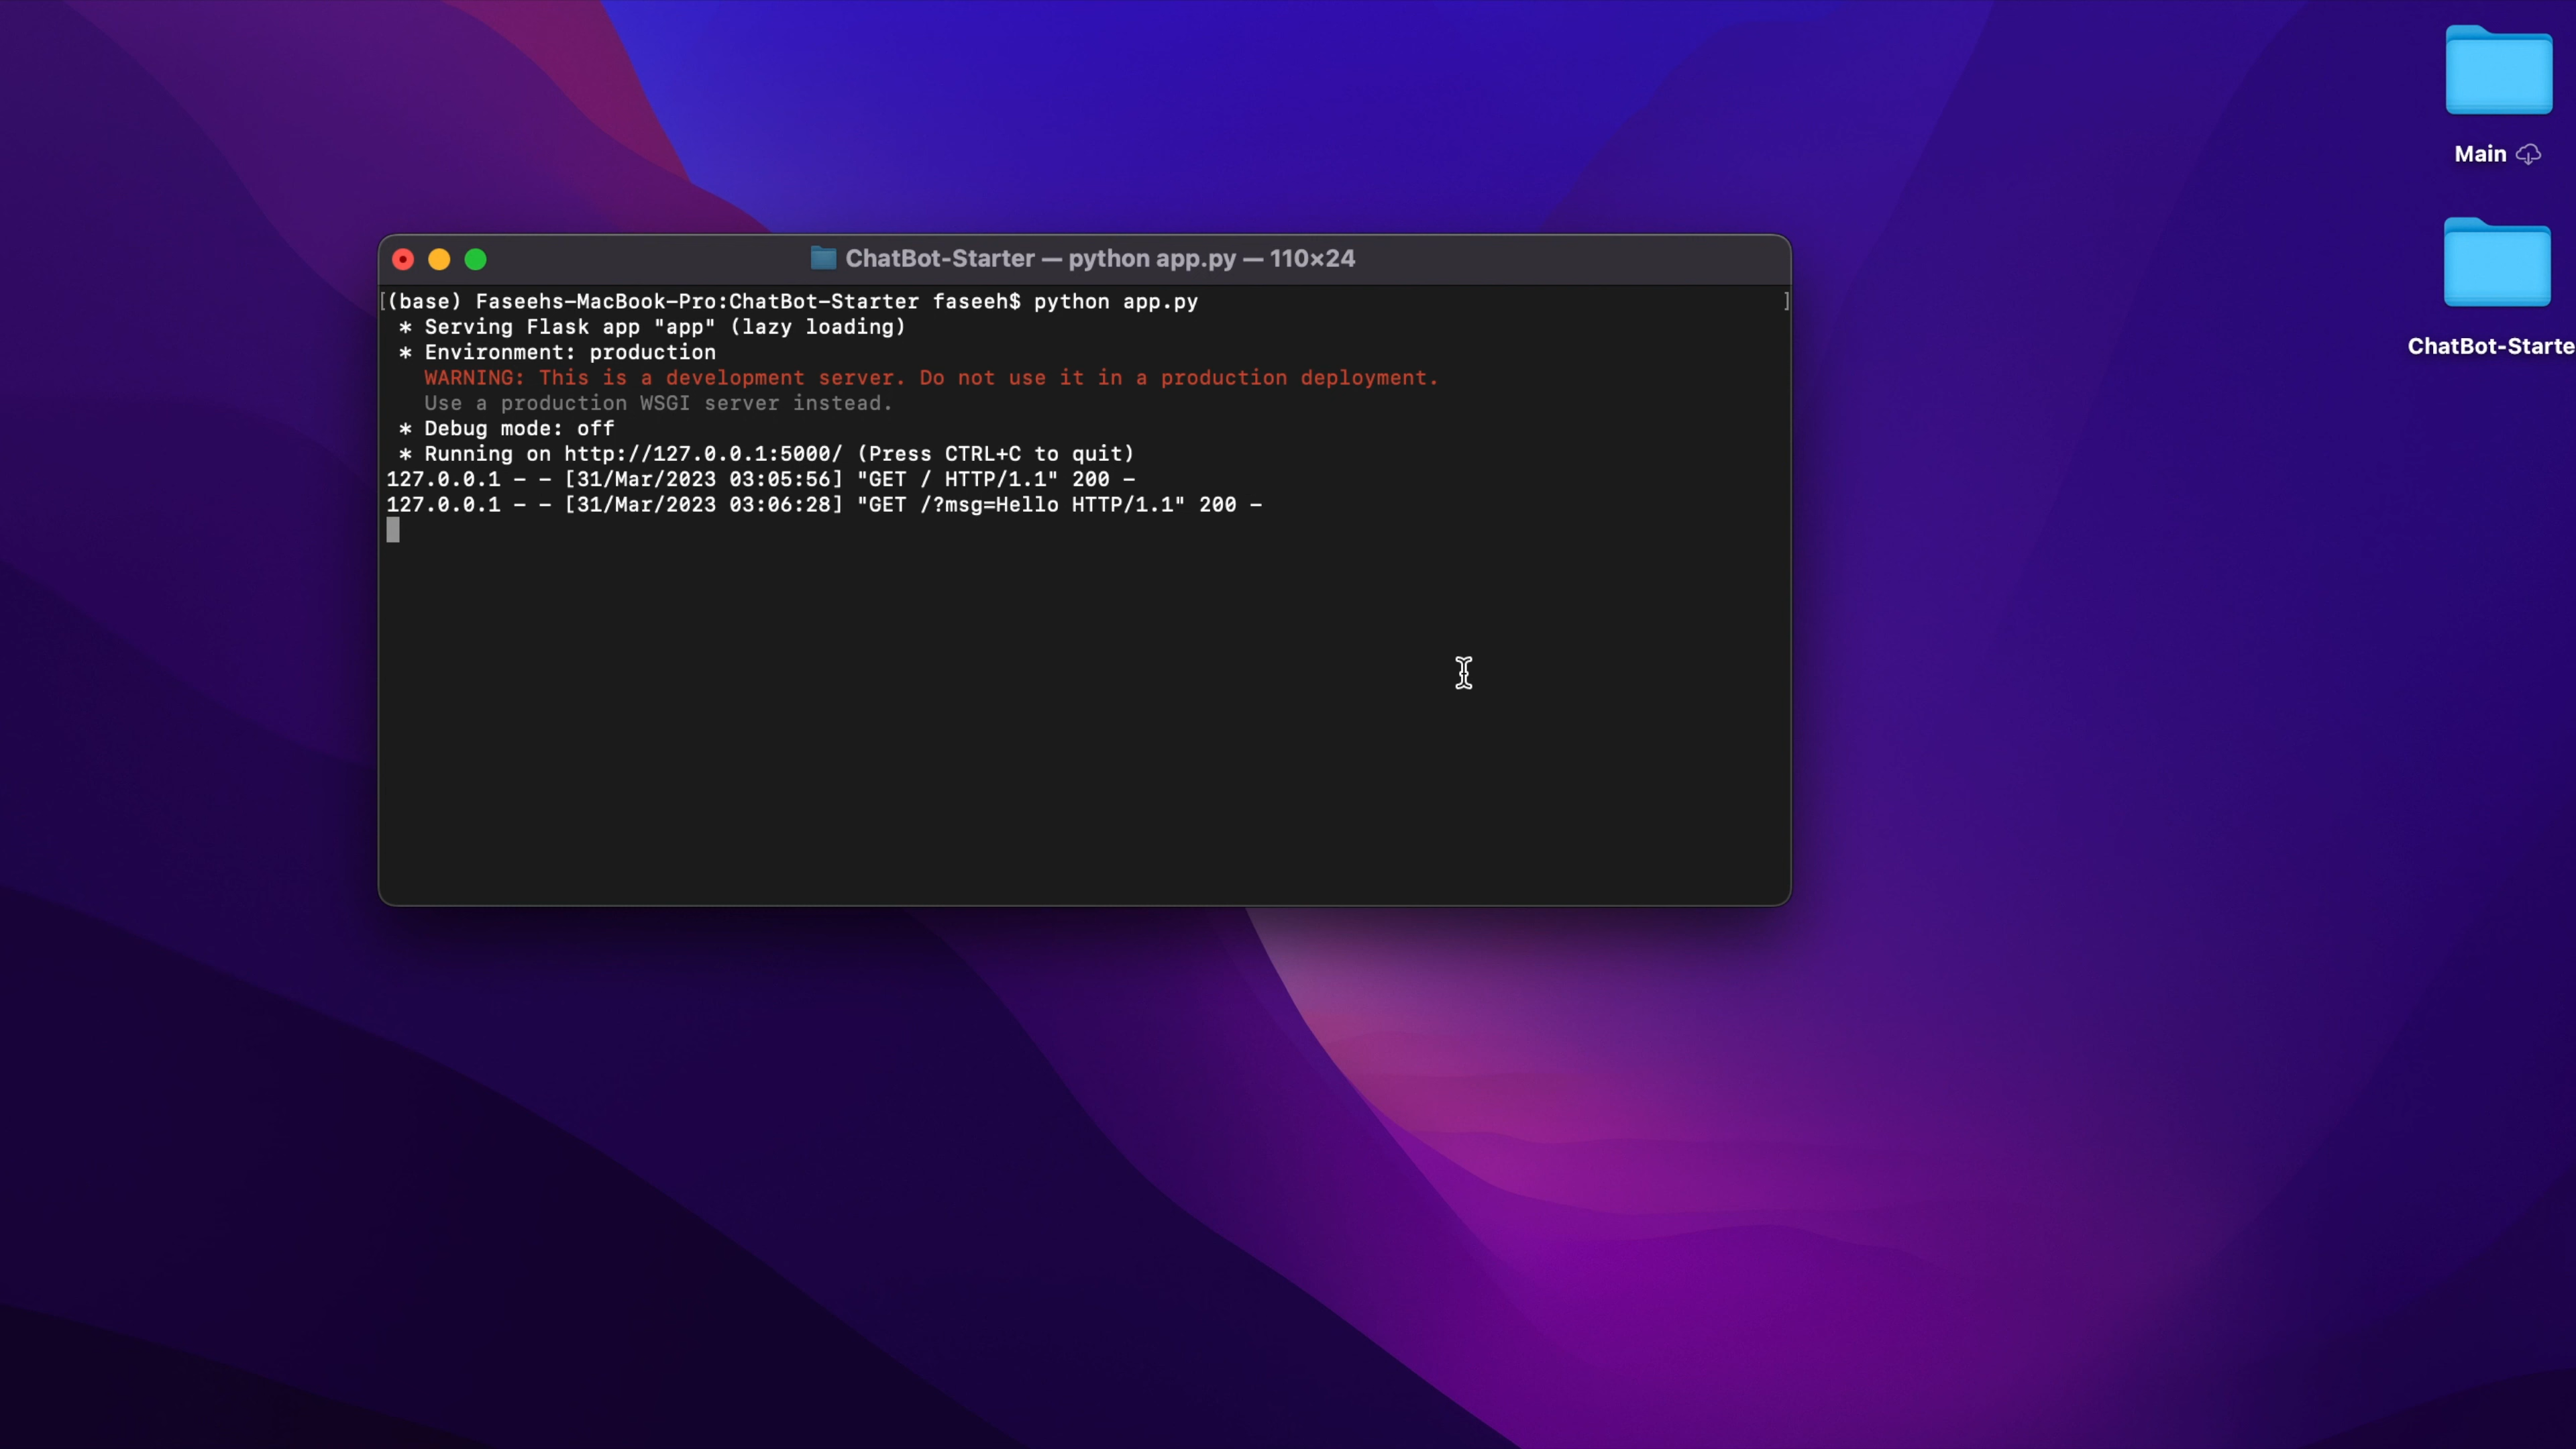 ChatBot-Starter — python app.py — 110×24
[(base) Faseehs-MacBook-Pro:ChatBot-Starter faseeh$ python app.py ]
* Serving Flask app "app" (lazy loading)
* Environment: production
WARNING: This is a development server. Do not use it in a production deployment.
Use a production WSGI server instead.
* Debug mode: off
* Running on http://127.0.0.1:5000/ (Press CTRL+C to quit)
127.0.0.1 - - [31/Mar/2023 03:05:56] "GET / HTTP/1.1" 200 -
127.0.0.1 - - [31/Mar/2023 03:06:28] "GET /?msg=Hello HTTP/1.1" 200 -
Main
ChatBot-Starte